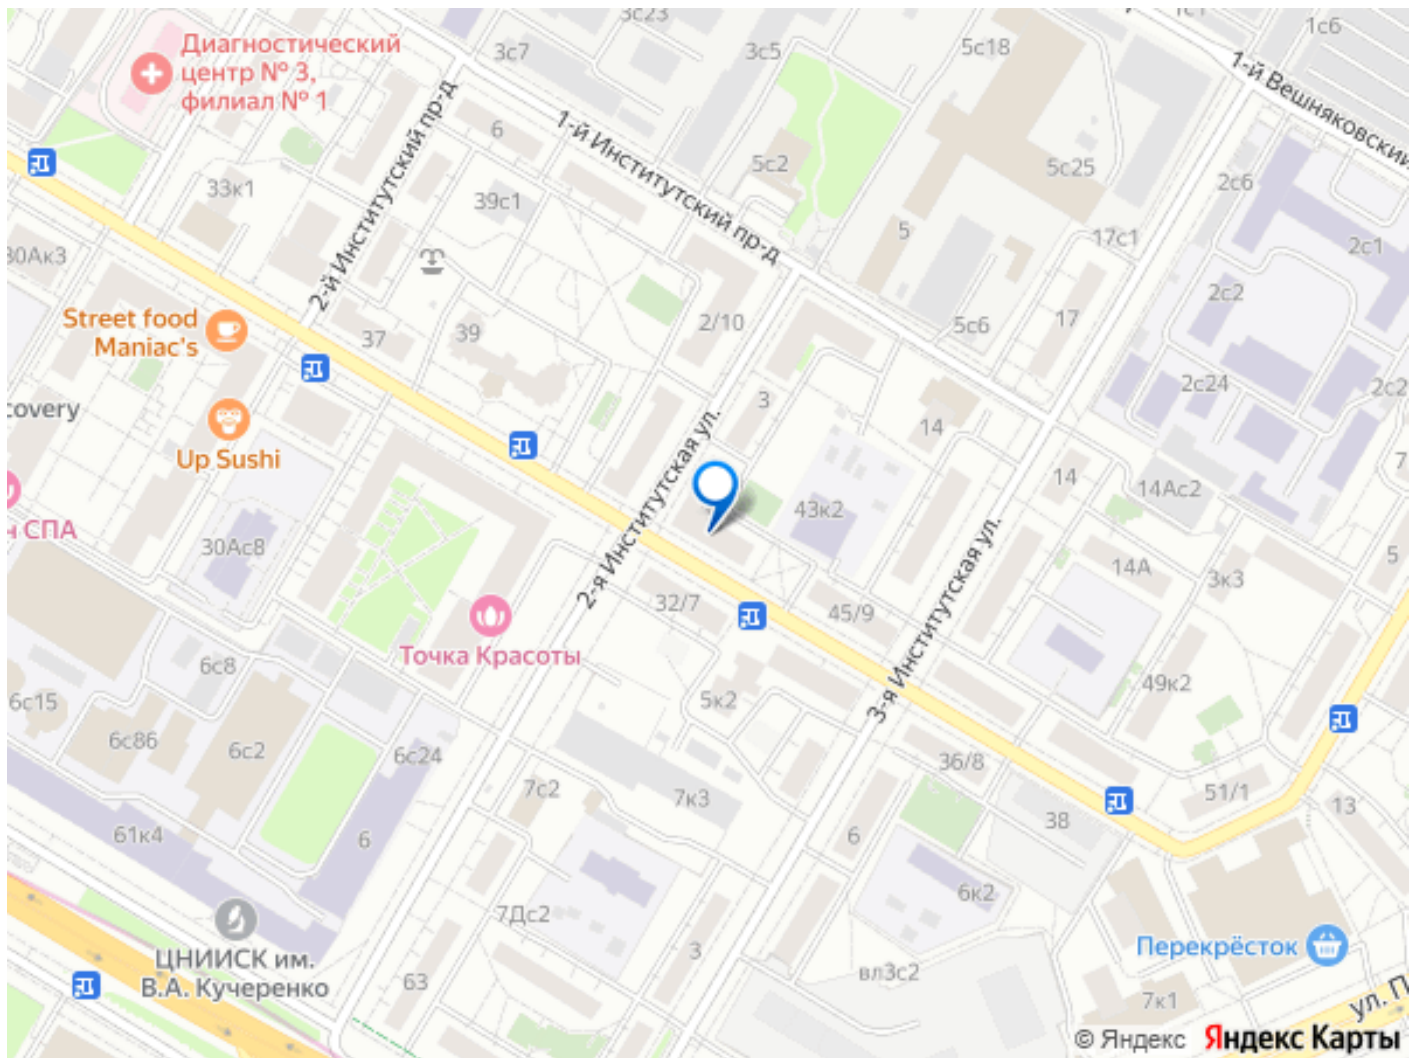 3с23
1с1
1с6
Диагностический
центр № 3,
филиал № 1
3с7
3с5
5с18
1-й Вешняковский
6
1-й Институтский пр-д
5с2
5с25
2с6
33к1
2-й Институтский пр-д
39с1
5
17с1
2с1
30Ак3
2с2
Street food
Maniac's
37
39
2/10
5с6
17
2с24
2с2
covery
3
14
Up Sushi
2-я Институтская ул.
14
14Ас2
7
43к2
н СПА
30Ас8
3-я Институтская ул.
14А
3к3
5
32/7
45/9
Точка Красоты
6с8
5к2
49к2
6с15
6с86
6с2
6с24
36/8
7с2
7к3
51/1
13
38
61к4
6
6
6к2
7Дс2
3
Перекрёсток
ЦНИИСК им.
В.А. Кучеренко
63
вл3с2
7к1
ул. П
© Яндекс Яндекс Карты